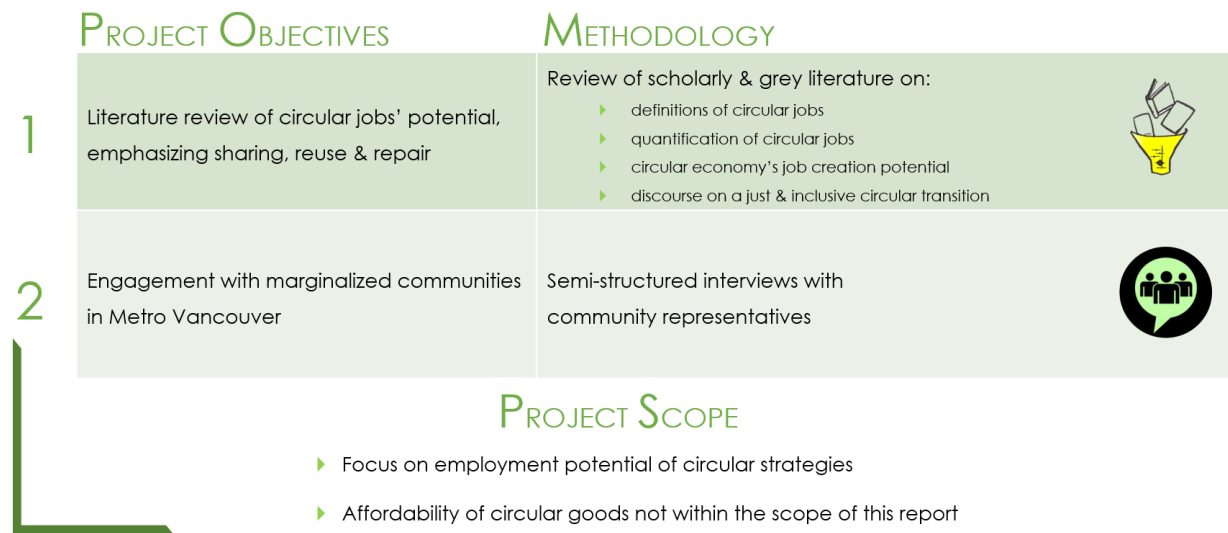 PROJECT OBJECTIVES
METHODOLOGY
1
Literature review of circular jobs' potential,
emphasizing sharing, reuse & repair
Review of scholarly & grey literature on:
definitions of circular jobs
quantification of circular jobs
circular economy's job creation potential
discourse on a just & inclusive circular transition
2
Engagement with marginalized communities
in Metro Vancouver
Semi-structured interviews with
community representatives
PROJECT SCOPE
Focus on employment potential of circular strategies
Affordability of circular goods not within the scope of this report